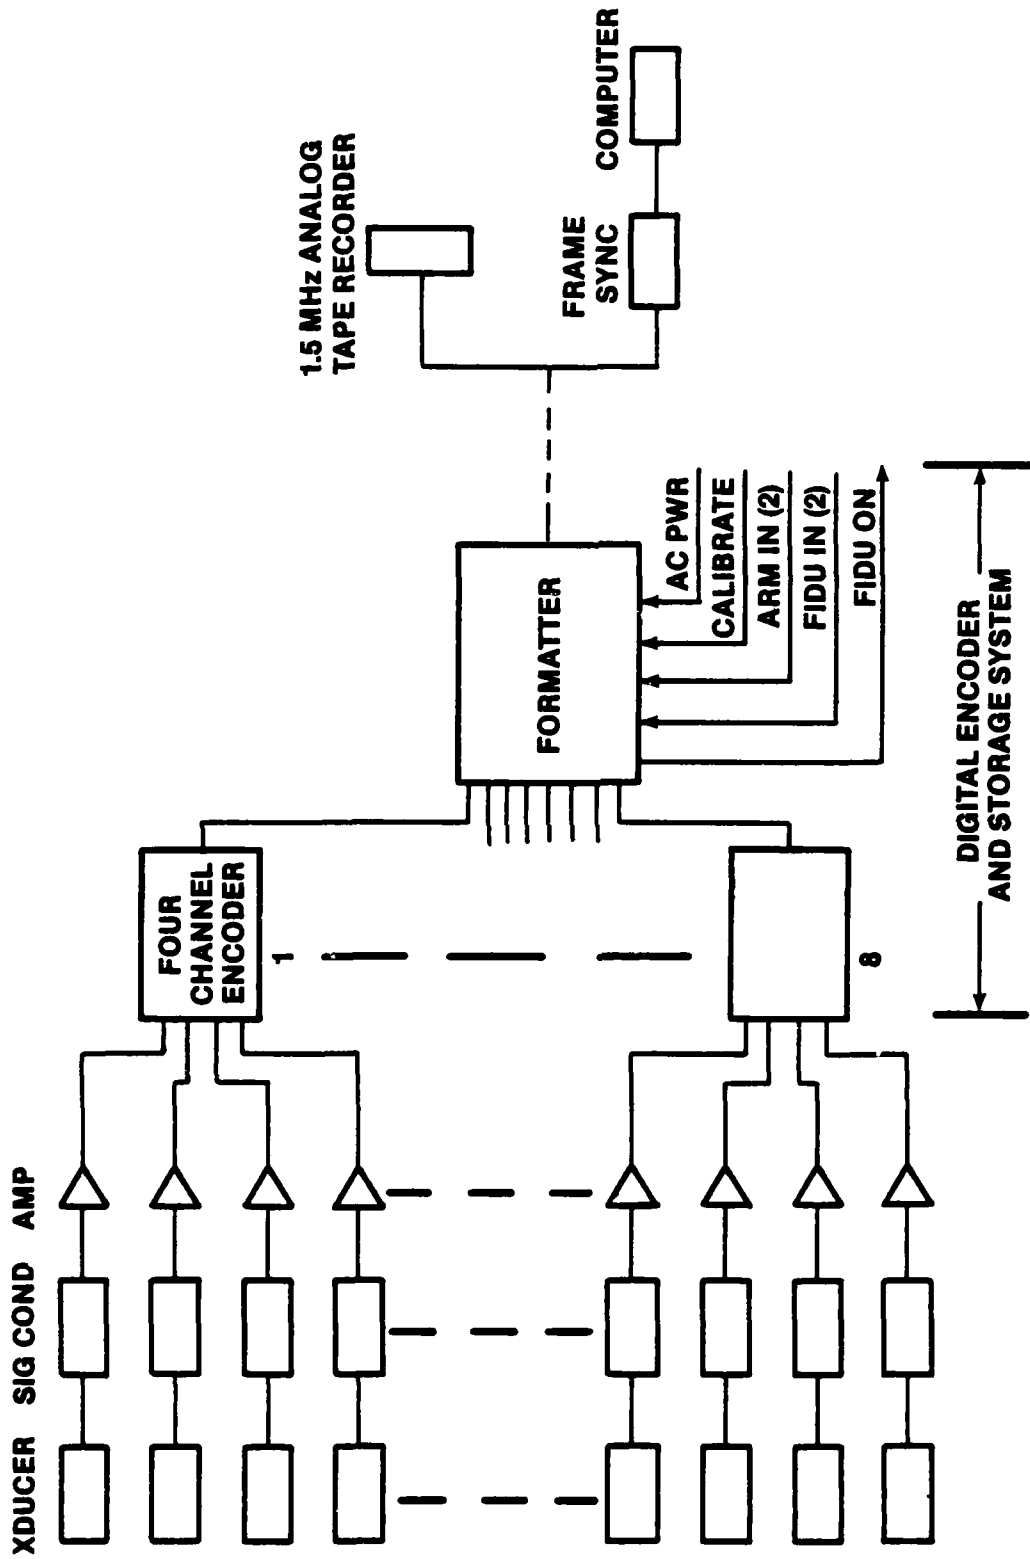 XDUCER
SIG COND
AMP
FOUR
CHANNEL
ENCODER
1
8
FORMATTER
AC PWR
CALIBRATE
ARM IN (2)
FIDU IN (2)
FIDU ON
1.5 MHz ANALOG
TAPE RECORDER
FRAME
SYNC
COMPUTER
DIGITAL ENCODER
AND STORAGE SYSTEM